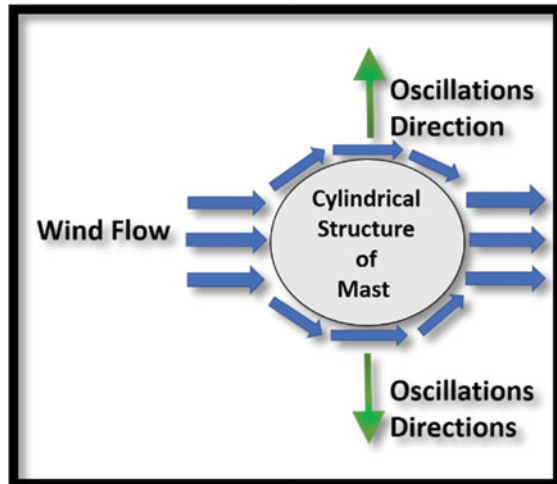 Oscillations
Direction
Cylindrical
Structure
of
Mast
Wind Flow
Oscillations
Directions